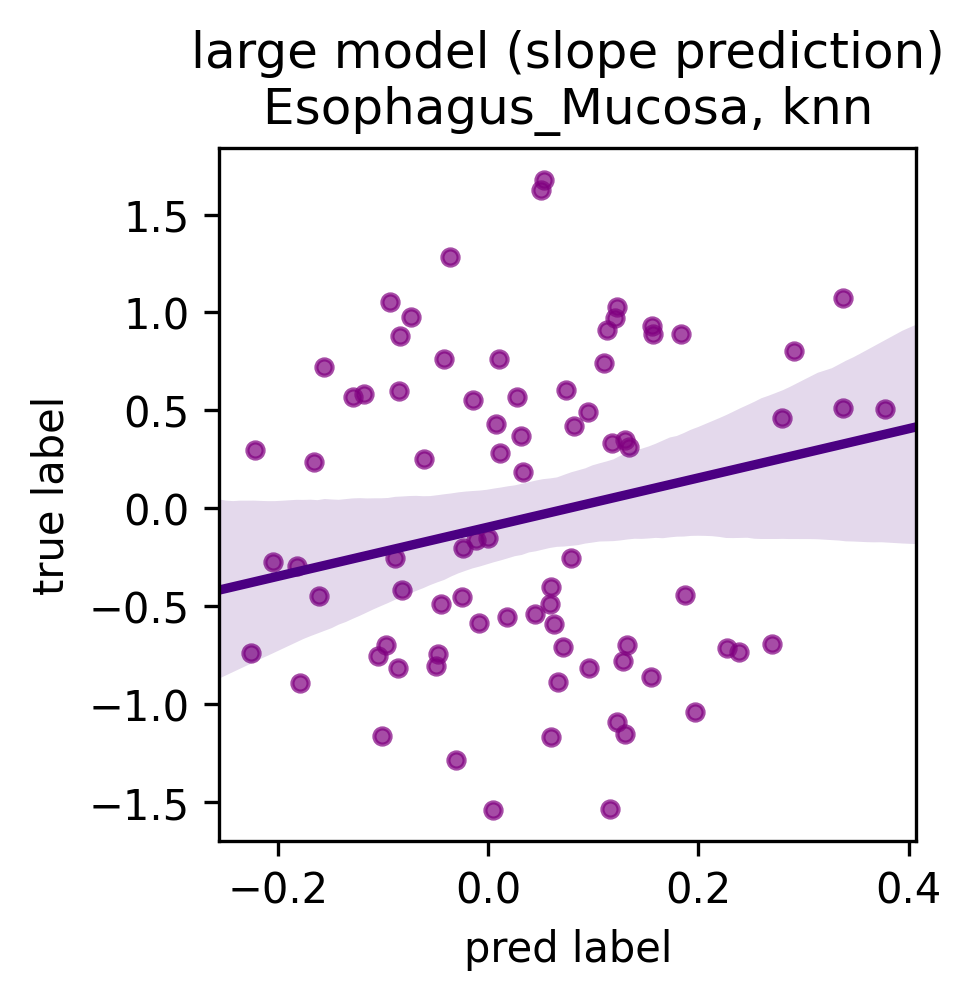 large model (slope prediction)
Esophagus_Mucosa, knn
1.5
1.0
0.5
0.0
−0.5
−1.0
−1.5
true label
−0.2
0.0
0.2
0.4
pred label